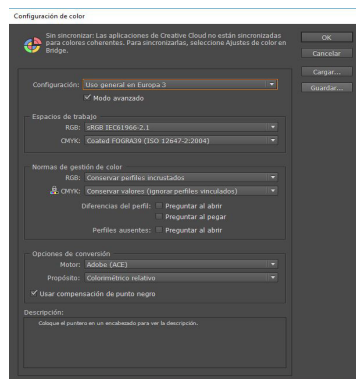 Configuración de color
Sin sincronizar: Las aplicaciones de Creative Cloud no están sincronizadas
para colores coherentes. Para sincronizarlas, seleccione Ajustes de color en
Bridge.
OK
Cancelar
Cargar...
Guardar...
Configuración: Uso general en Europa 3
Modo avanzado
Espacios de trabajo
RGB: sRGB IEC61966-2.1
CMYK: Coated FOGRA39 (ISO 12647-2:2004)
Normas de gestión de color
RGB: Conservar perfiles incrustados
CMYK: Conservar valores (ignorar perfiles vinculados)
Diferencias del perfil: Preguntar al abrir
Preguntar al pegar
Perfiles ausentes: Preguntar al abrir
Opciones de conversión
Motor: Adobe (ACE)
Propósito: Colorimétrico relativo
Usar compensación de punto negro
Descripción:
Coloque el puntero en un encabezado para ver la descripción.